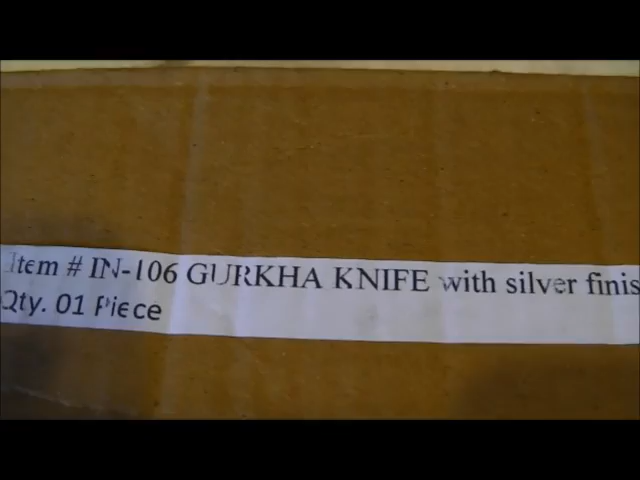 Item # IN-106 GURKHA KNIFE with silver finis
Qty. 01 Piece